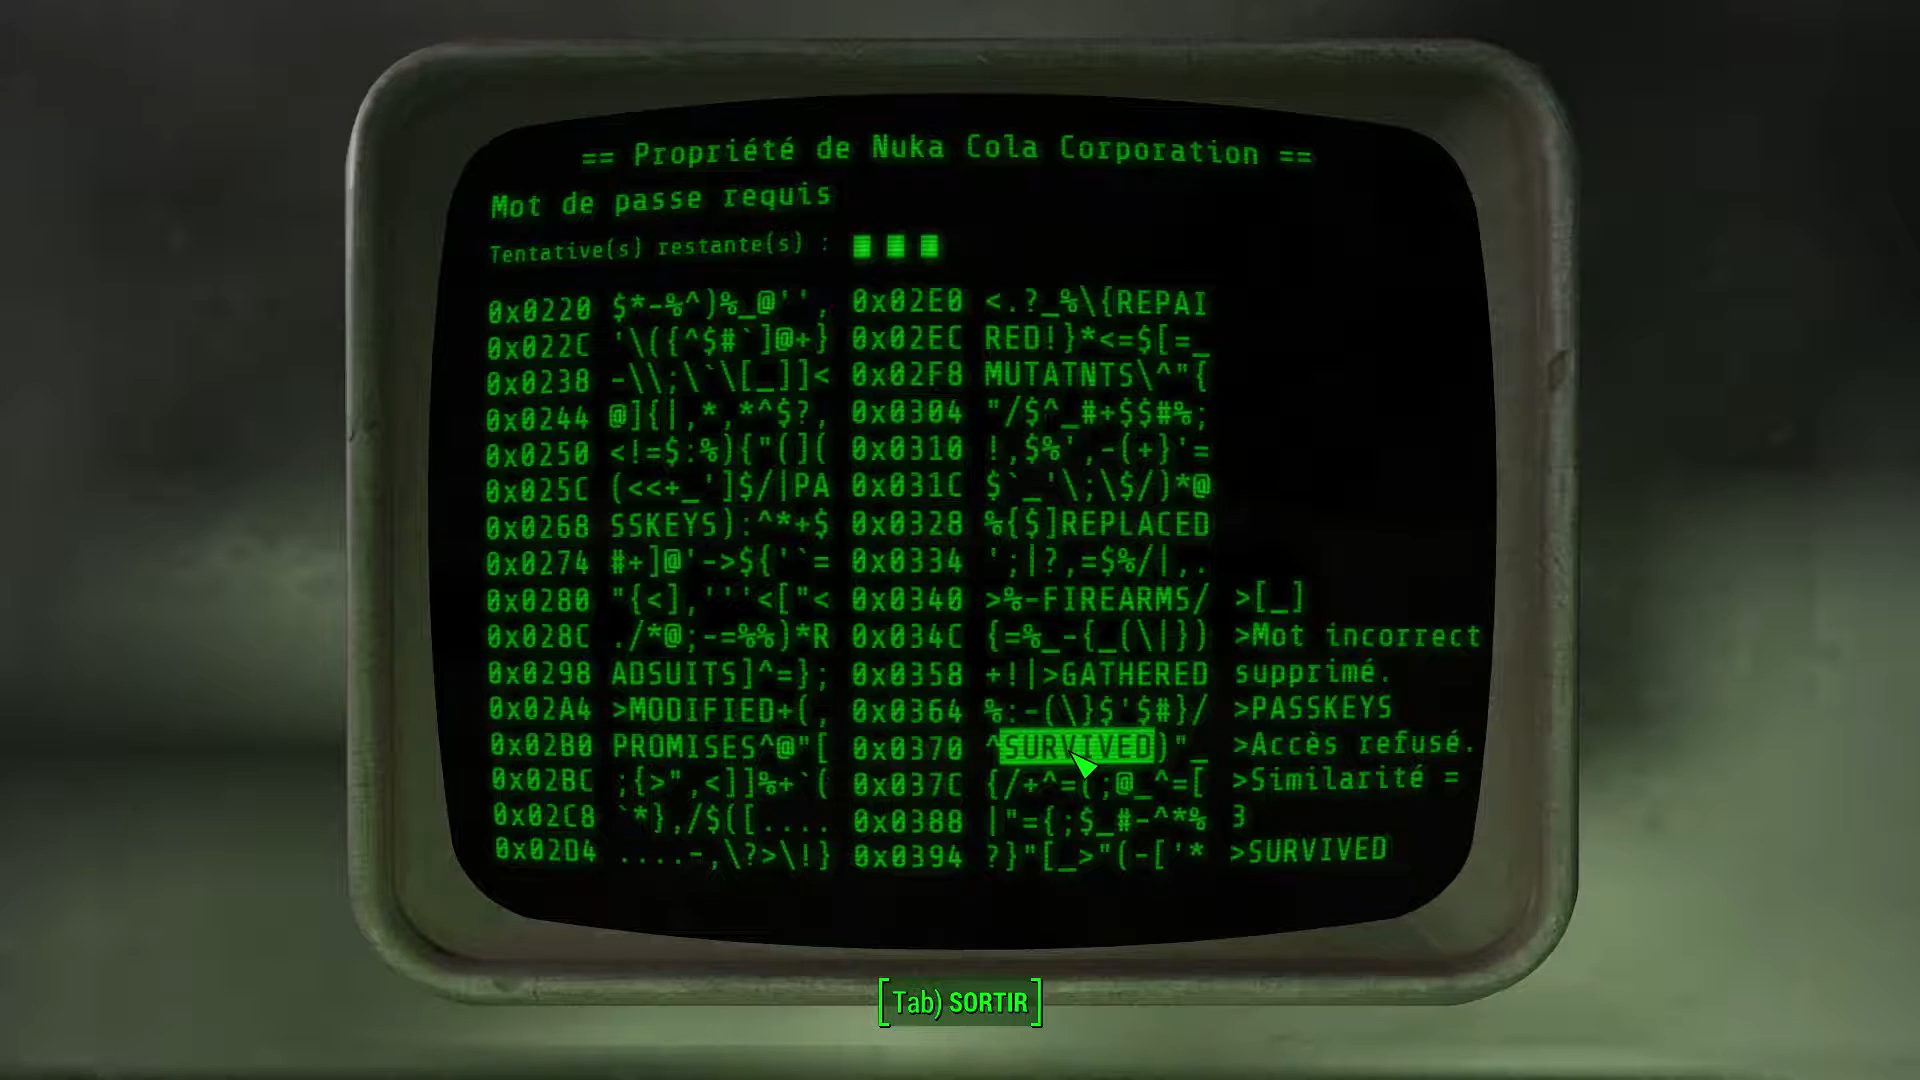 == Propriété de Nuka Cola Corporation ==
Mot de passe requis
Tentative(s) restante(s) :
0x0220 $*-%^)%_@'', 0x02E0 <.?_%\{REPAI
0x022C '\({^$#`]@+} 0x02EC RED!}*<=$[=_
0x0238 -\\;\`\[_]]< 0x02F8 MUTATNTS\^"{
0x0244 @]{|,*,*^$?, 0x0304 "/$^_#+$$#%;
0x0250 <!=$:%){"(]( 0x0310 !,$%',-(+}'=
0x025C (<<+_']$/|PA 0x031C $`_'\;\$/)*@
0x0268 SSKEYS):^*+$ 0x0328 %{$]REPLACED
0x0274 #+]@'->${'`= 0x0334 ';|?,=$%/|,.
0x0280 "{<],'''<["< 0x0340 >%-FIREARMS/ >[_]
0x028C ./*@;-=%%)*R 0x034C {=%_-{_(\|}) >Mot incorrect
0x0298 ADSUITS]^=}; 0x0358 +!|>GATHERED supprimé.
0x02A4 >MODIFIED+(, 0x0364 %:-(\}$'$#}/ >PASSKEYS
0x02B0 PROMISES^@"[ 0x0370 ^SURVIVED)"_ >Accès refusé.
0x02BC ;{>",<]]%+`( 0x037C {/+^=(;@_^=[ >Similarité =
0x02C8 `*},/$([.... 0x0388 |"={;$_#-^*% 3
0x02D4 ....-,\?>\!} 0x0394 ?}"[_>"(-['* >SURVIVED
[Tab) SORTIR]